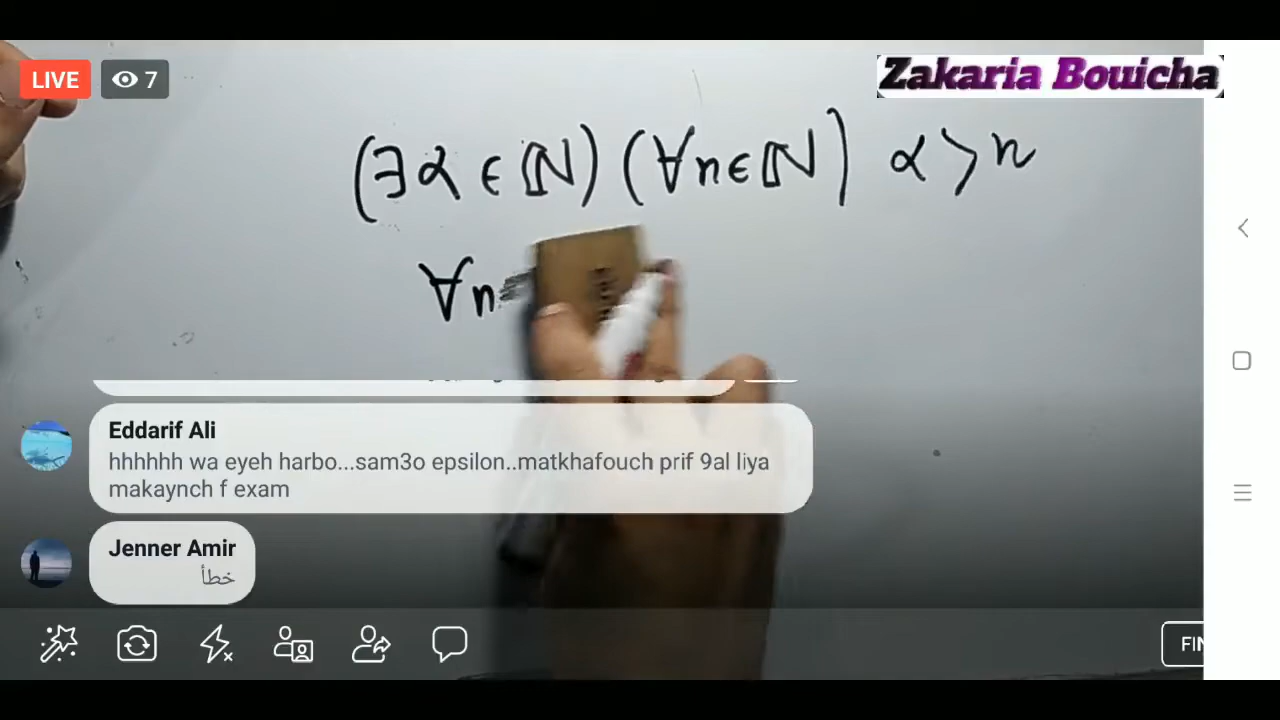 LIVE 7
Zakaria Bouicha
(∃α∈ℕ) (∀n∈ℕ) α>n
∀n
Eddarif Ali
hhhhhh wa eyeh harbo...sam3o epsilon..matkhafouch prif 9al liya
makaynch f exam
Jenner Amir
خطأ